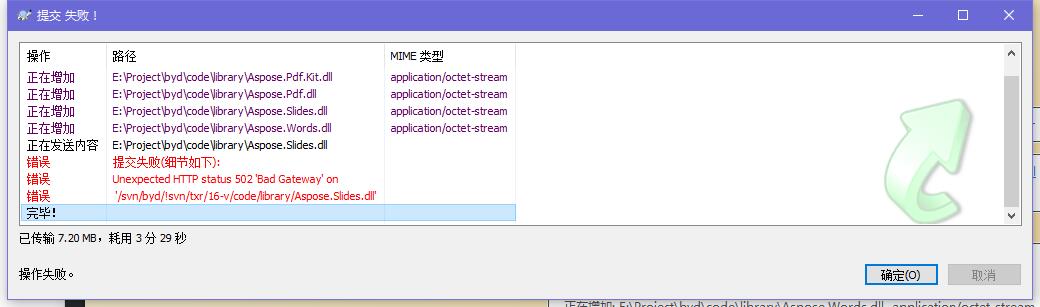 提交 失败！
操作 路径 MIME 类型
正在增加 E:\Project\byd\code\library\Aspose.Pdf.Kit.dll application/octet-stream
正在增加 E:\Project\byd\code\library\Aspose.Pdf.dll application/octet-stream
正在增加 E:\Project\byd\code\library\Aspose.Slides.dll application/octet-stream
正在增加 E:\Project\byd\code\library\Aspose.Words.dll application/octet-stream
正在发送内容 E:\Project\byd\code\library\Aspose.Slides.dll
错误 提交失败(细节如下):
错误 Unexpected HTTP status 502 'Bad Gateway' on
错误 '/svn/byd/!svn/txr/16-v/code/library/Aspose.Slides.dll'
完毕!
已传输 7.20 MB，耗用 3 分 29 秒
操作失败。 确定(O) 取消
正在增加: E:\Project\byd\code\library\Aspose.Words.dll application/octet-stream